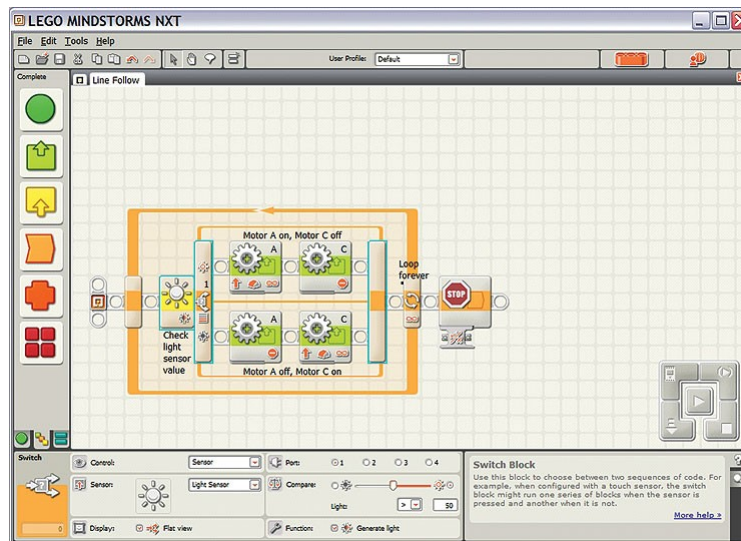 LEGO MINDSTORMS NXT
File Edit Tools Help
User Profile: Default
Complete
Line Follow
Motor A on, Motor C off
A
C
Loop
forever
1
STOP
Check
light
sensor
value
A
C
Motor A off, Motor C on
Switch
Control: Sensor
Port: 1 2 3 4
Sensor: Light Sensor
Compare:
Light: > 50
Display: Flat view
Function: Generate light
0
Switch Block
Use this block to choose between two sequences of code. For
example, when configured with a touch sensor, the switch
block might run one series of blocks when the sensor is
pressed and another when it is not.
More help »